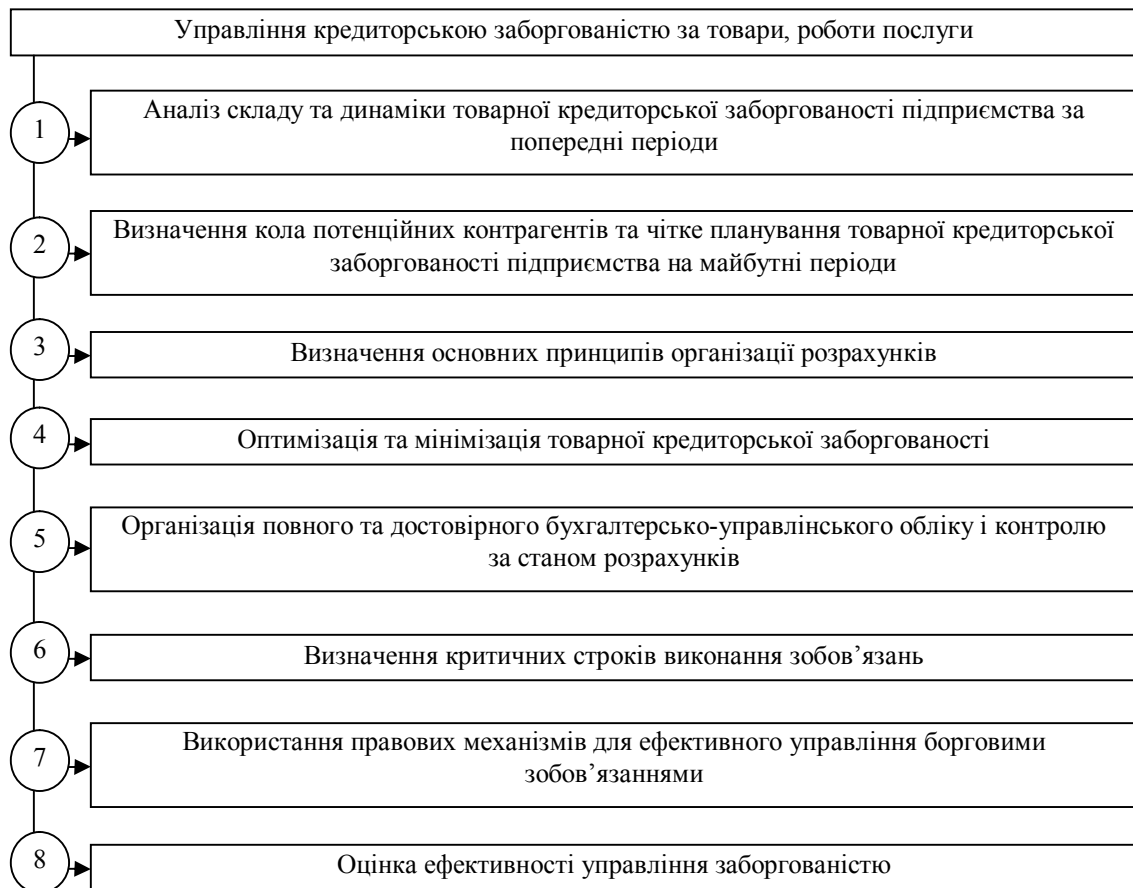 Управління кредиторською заборгованістю за товари, роботи послуги
1
Аналіз складу та динаміки товарної кредиторської заборгованості підприємства за
попередні періоди
2
Визначення кола потенційних контрагентів та чітке планування товарної кредиторської
заборгованості підприємства на майбутні періоди
3
Визначення основних принципів організації розрахунків
4
Оптимізація та мінімізація товарної кредиторської заборгованості
5
Організація повного та достовірного бухгалтерсько-управлінського обліку і контролю
за станом розрахунків
6
Визначення критичних строків виконання зобов’язань
7
Використання правових механізмів для ефективного управління борговими
зобов’язаннями
8
Оцінка ефективності управління заборгованістю